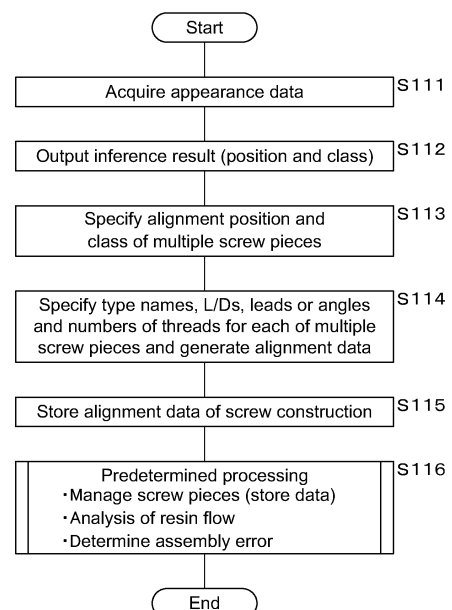 Start
Acquire appearance data
S111
Output inference result (position and class)
S112
Specify alignment position and
class of multiple screw pieces
S113
Specify type names, L/Ds, leads or angles
and numbers of threads for each of multiple
screw pieces and generate alignment data
S114
Store alignment data of screw construction
S115
Predetermined processing
・Manage screw pieces (store data)
・Analysis of resin flow
・Determine assembly error
S116
End